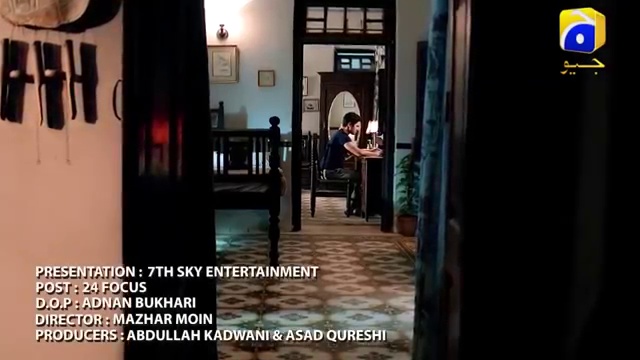 جیو
PRESENTATION : 7TH SKY ENTERTAINMENT
POST : 24 FOCUS
D.O.P : ADNAN BUKHARI
DIRECTOR : MAZHAR MOIN
PRODUCERS : ABDULLAH KADWANI & ASAD QURESHI